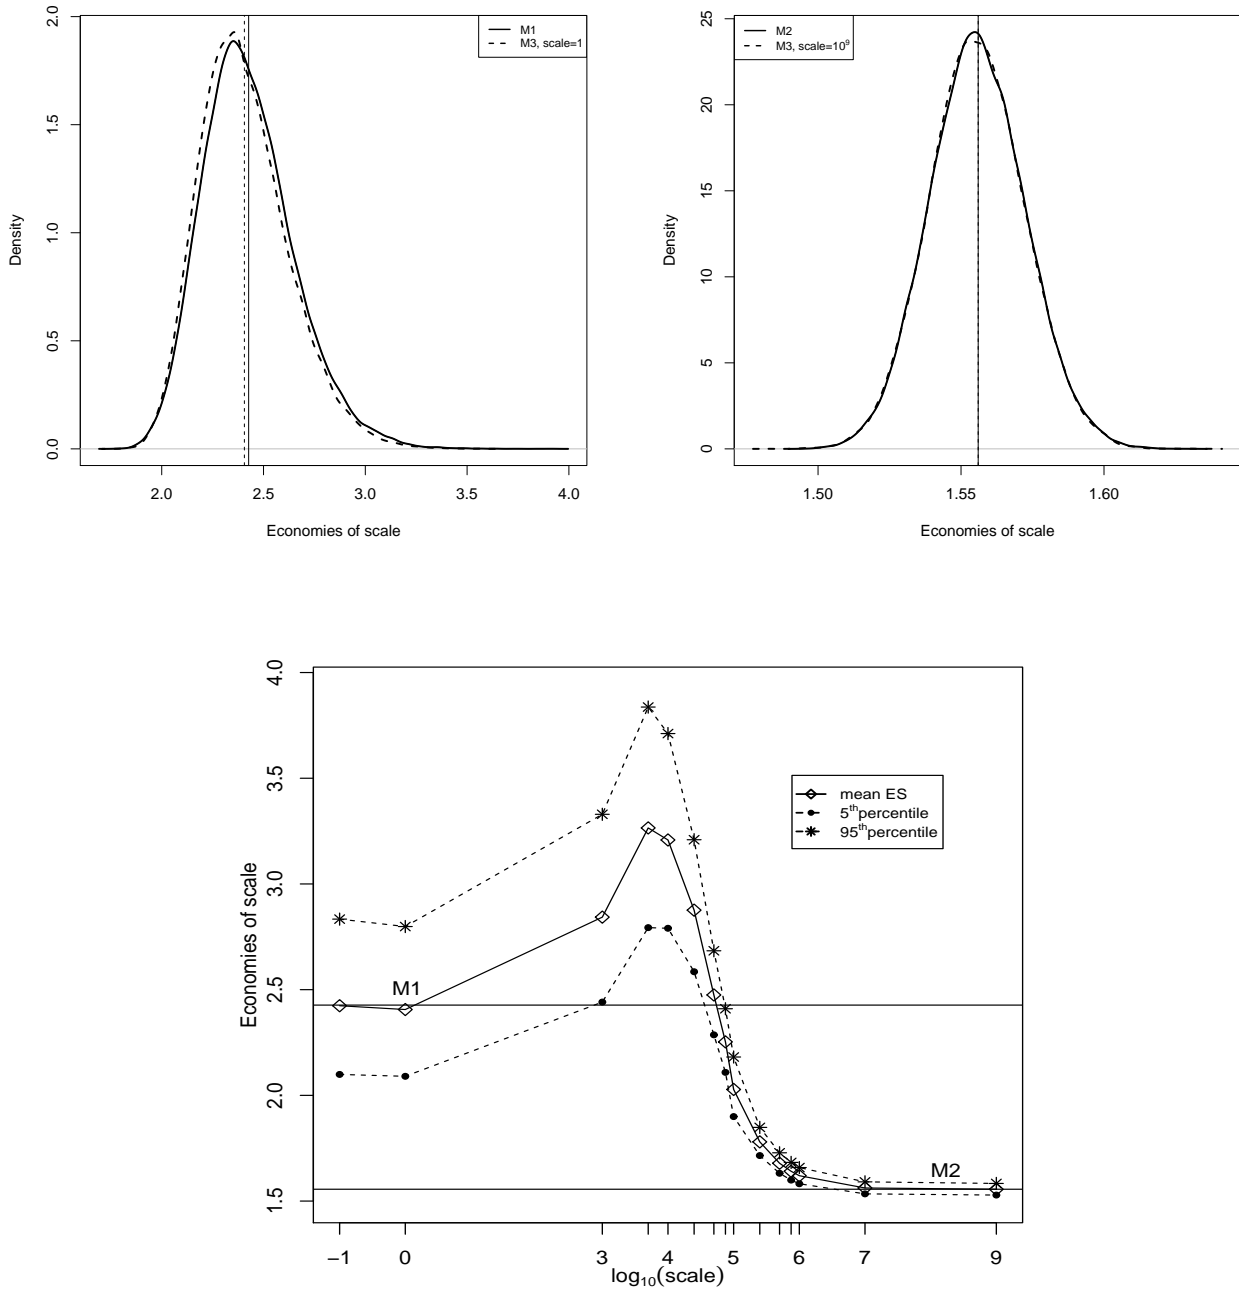 M1
M3, scale=1
2.0
1.5
1.0
0.5
0.0
Density
2.0 2.5 3.0 3.5 4.0
Economies of scale
M2
M3, scale=10⁹
25
20
15
10
5
0
Density
1.50 1.55 1.60
Economies of scale
4.0
3.5
3.0
2.5
2.0
1.5
Economies of scale
mean ES
5ᵗʰpercentile
95ᵗʰpercentile
M1
M2
−1 0 3 4 5 6 7 9
log₁₀(scale)